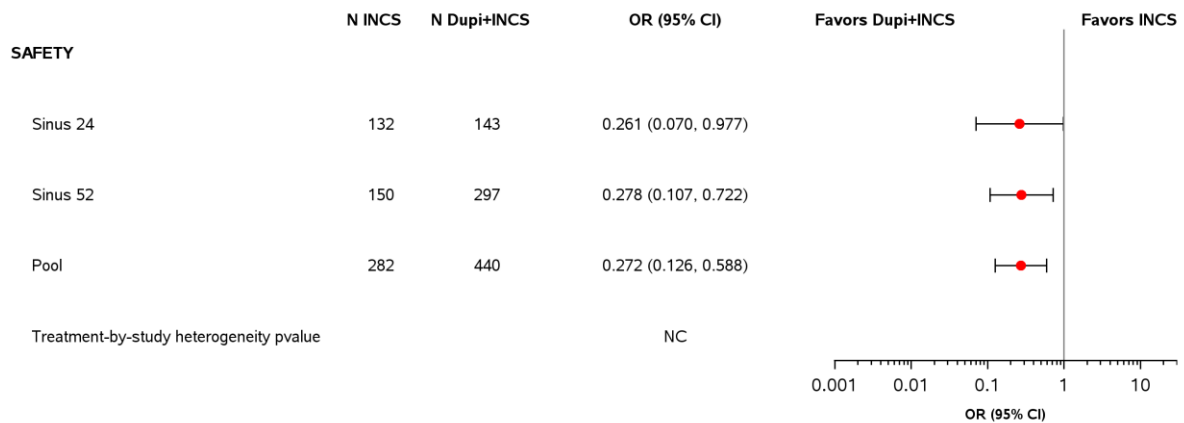 N INCS N Dupi+INCS OR (95% CI) Favors Dupi+INCS Favors INCS
SAFETY
Sinus 24 132 143 0.261 (0.070, 0.977)
Sinus 52 150 297 0.278 (0.107, 0.722)
Pool 282 440 0.272 (0.126, 0.588)
Treatment-by-study heterogeneity pvalue NC
0.001 0.01 0.1 1 10
OR (95% CI)